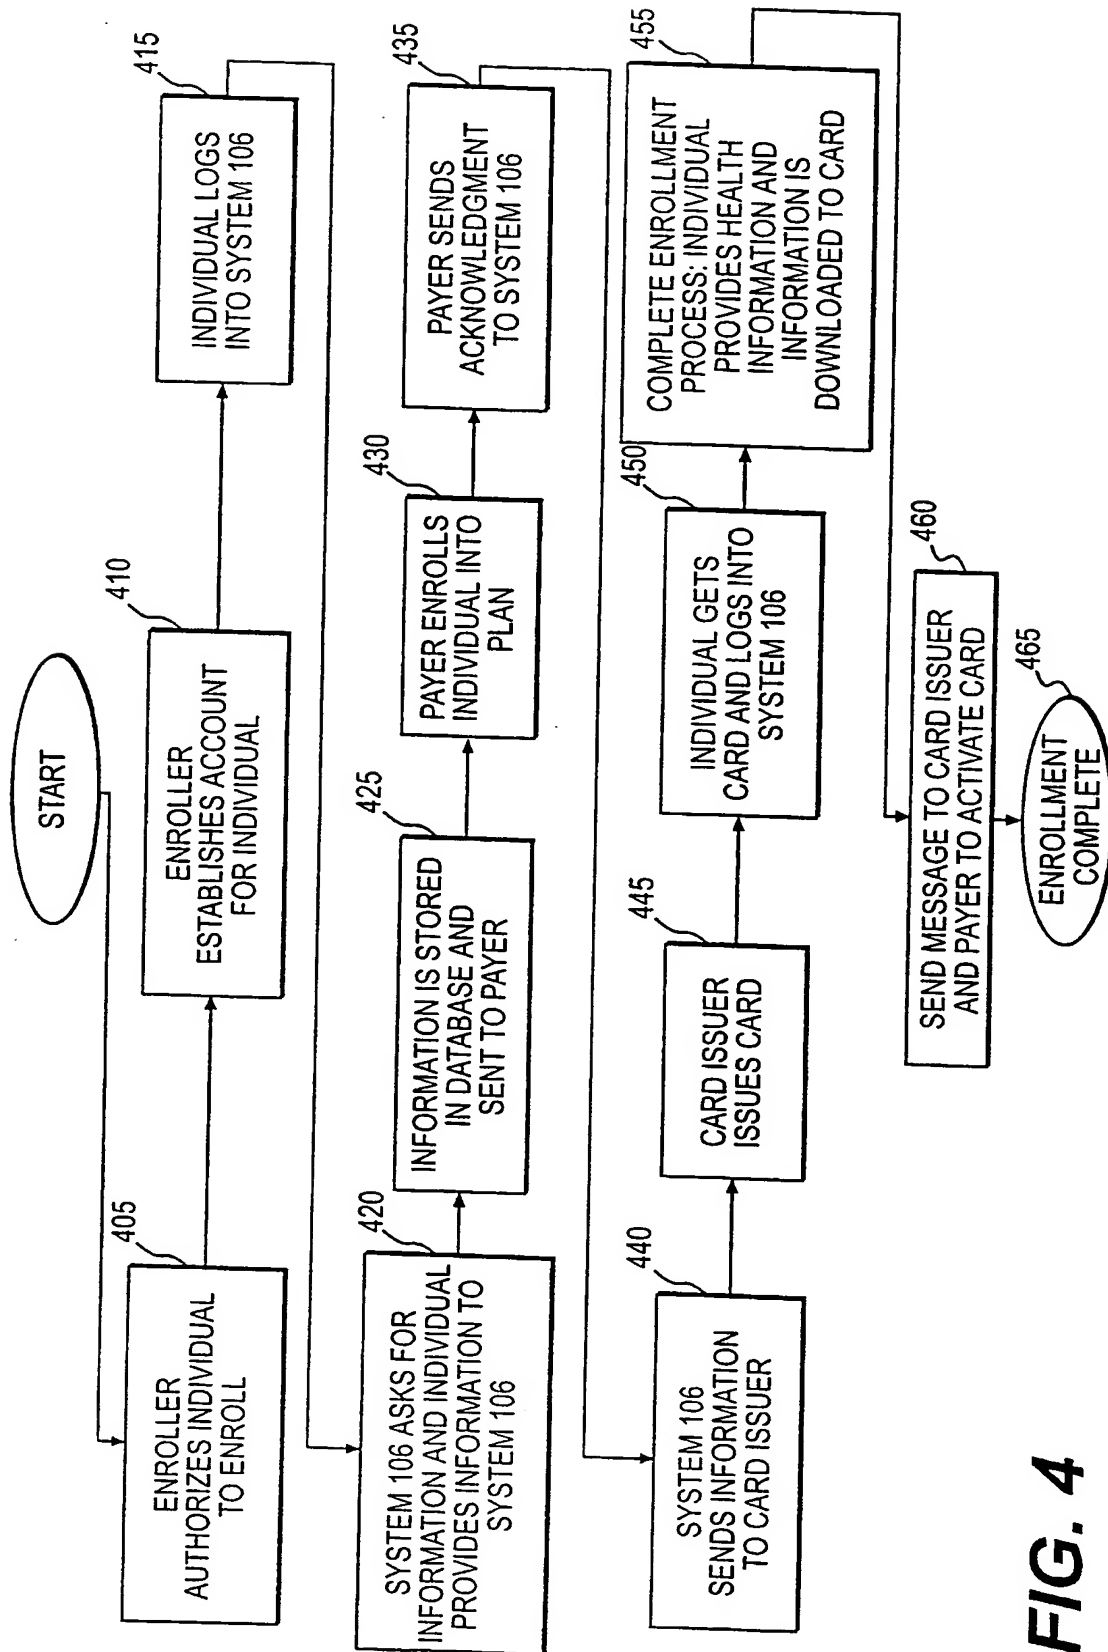 START
405
ENROLLER
AUTHORIZES INDIVIDUAL
TO ENROLL
410
ENROLLER
ESTABLISHES ACCOUNT
FOR INDIVIDUAL
415
INDIVIDUAL LOGS
INTO SYSTEM 106
420
SYSTEM 106 ASKS FOR
INFORMATION AND INDIVIDUAL
PROVIDES INFORMATION TO
SYSTEM 106
425
INFORMATION IS STORED
IN DATABASE AND
SENT TO PAYER
430
PAYER ENROLLS
INDIVIDUAL INTO
PLAN
435
PAYER SENDS
ACKNOWLEDGMENT
TO SYSTEM 106
440
SYSTEM 106
SENDS INFORMATION
TO CARD ISSUER
445
CARD ISSUER
ISSUES CARD
450
INDIVIDUAL GETS
CARD AND LOGS INTO
SYSTEM 106
455
COMPLETE ENROLLMENT
PROCESS: INDIVIDUAL
PROVIDES HEALTH
INFORMATION AND
INFORMATION IS
DOWNLOADED TO CARD
460
SEND MESSAGE TO CARD ISSUER
AND PAYER TO ACTIVATE CARD
465
ENROLLMENT
COMPLETE
FIG. 4